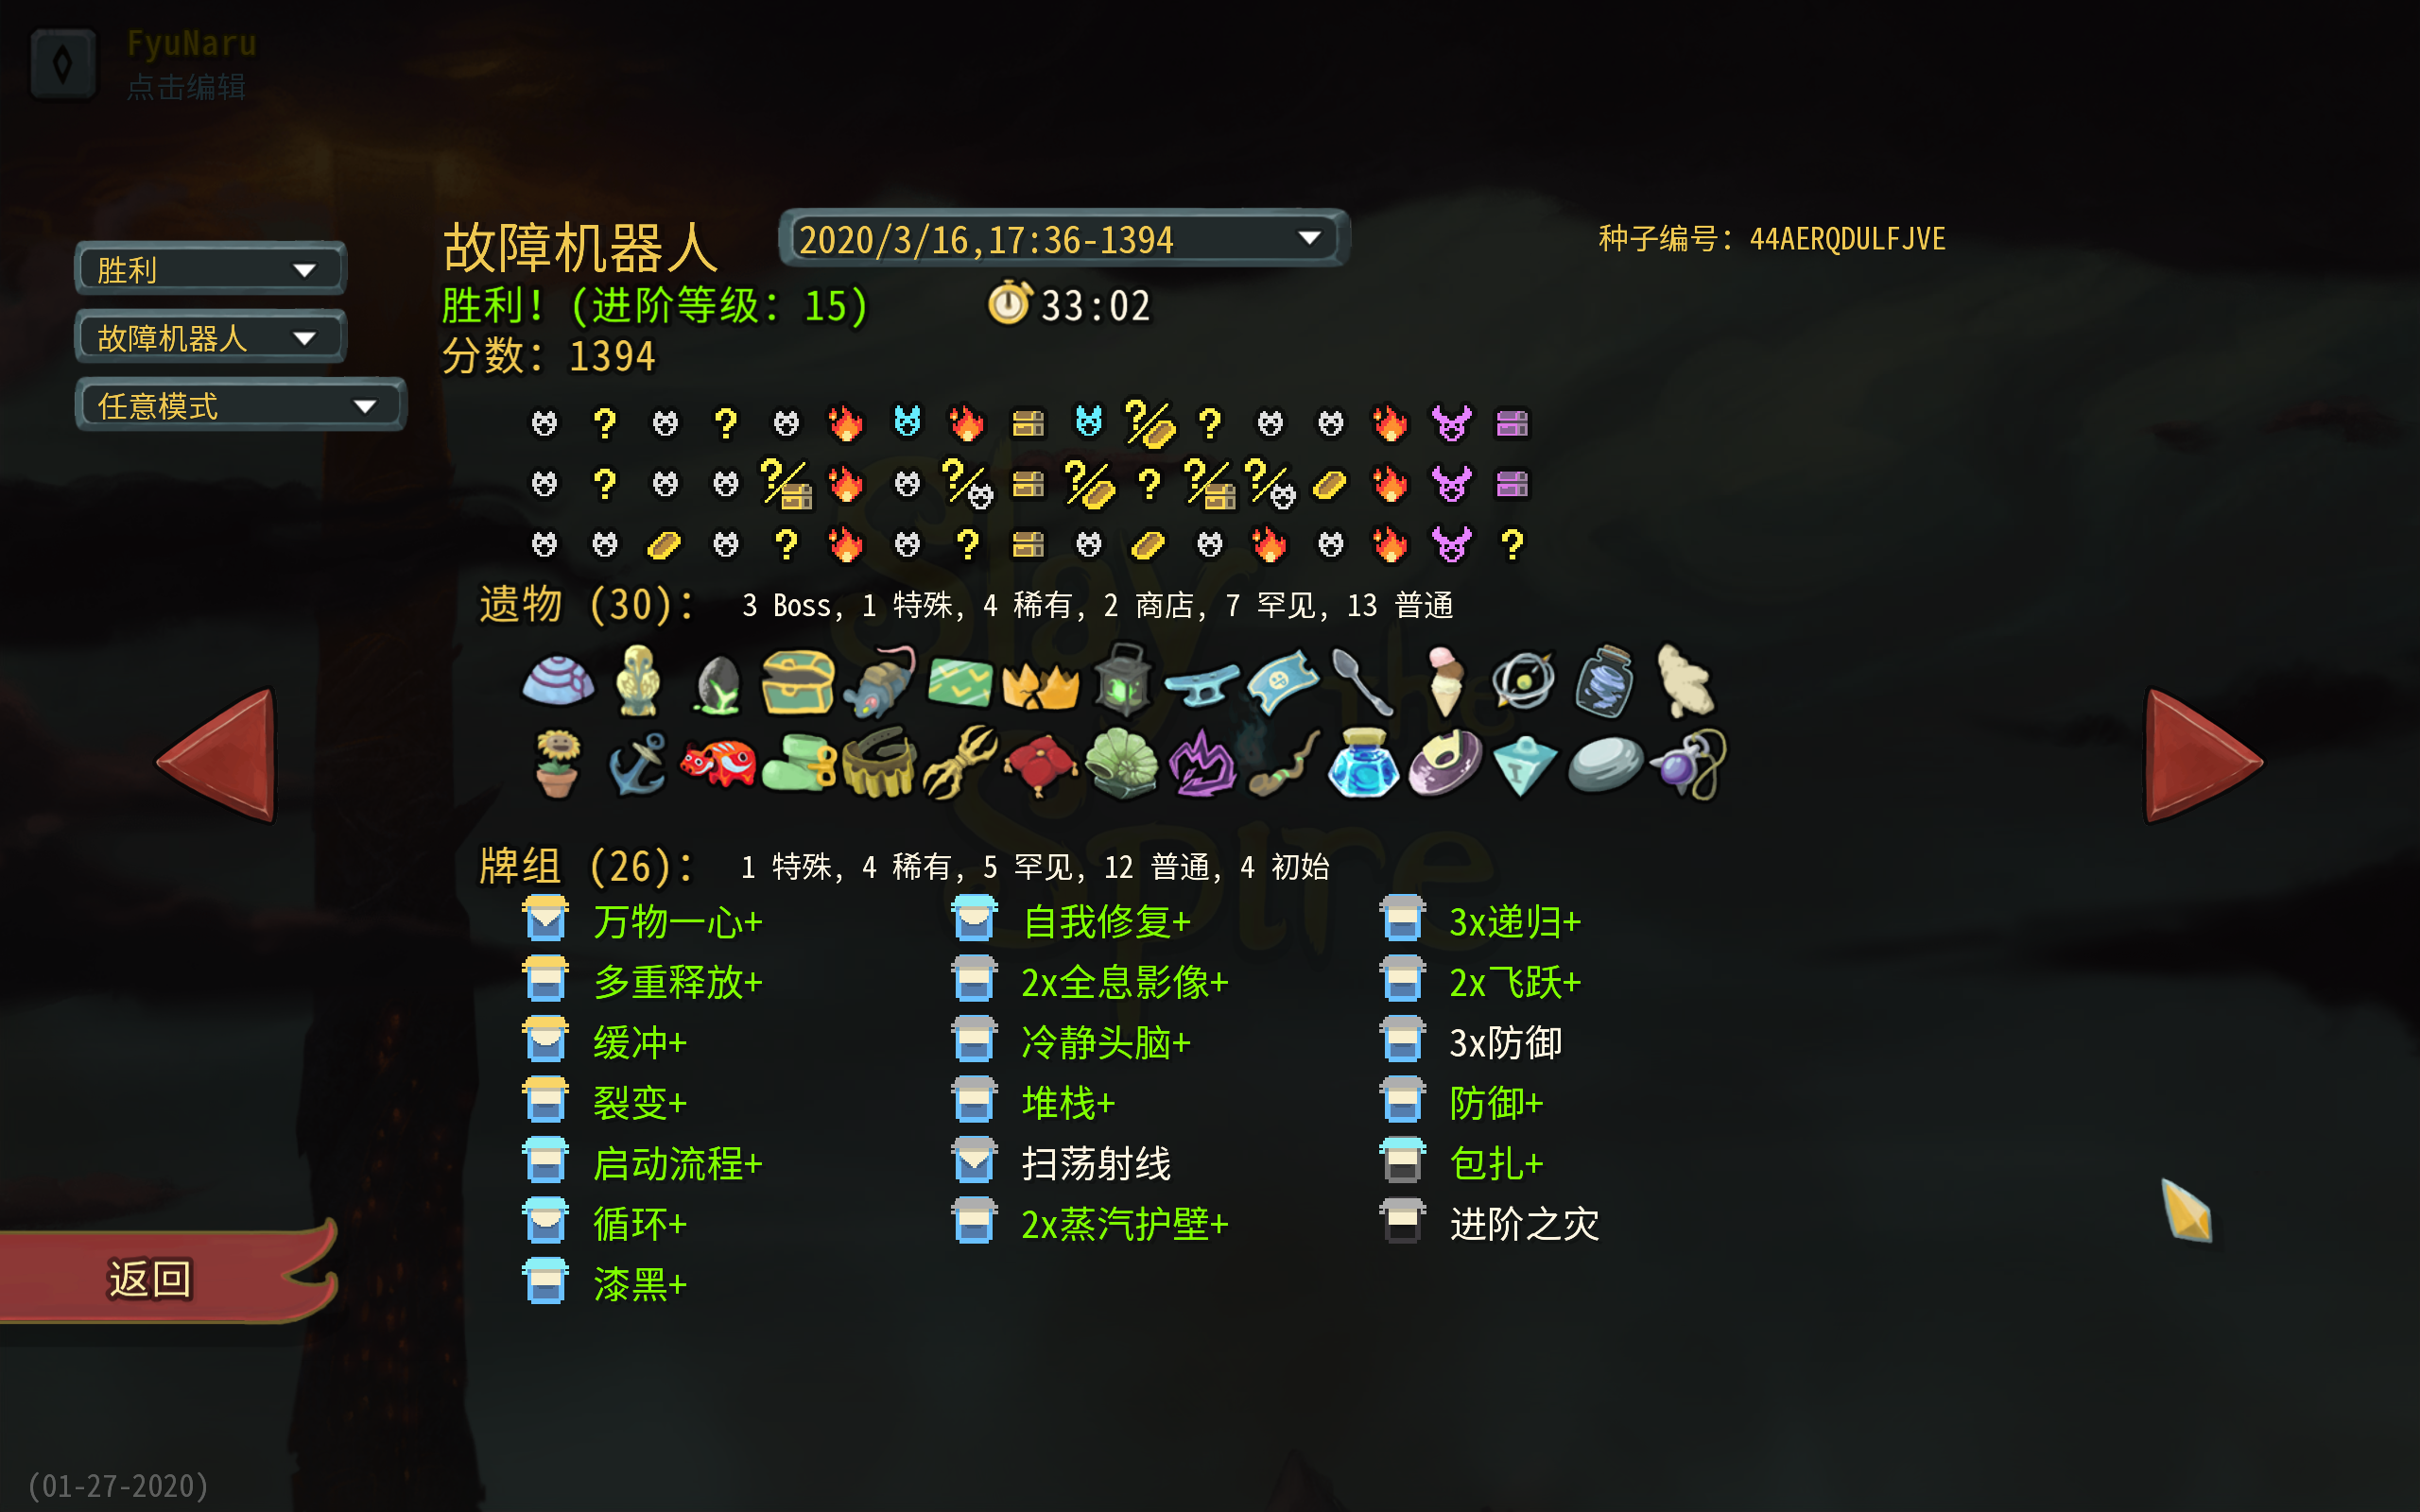 FyuNaru
点击编辑
胜利
故障机器人
任意模式
故障机器人
2020/3/16,17:36-1394
种子编号: 44AERQDULFJVE
胜利! (进阶等级: 15)
33:02
分数: 1394
遗物 (30):
3 Boss, 1 特殊, 4 稀有, 2 商店, 7 罕见, 13 普通
牌组 (26):
1 特殊, 4 稀有, 5 罕见, 12 普通, 4 初始
万物一心+
多重释放+
缓冲+
裂变+
启动流程+
循环+
漆黑+
自我修复+
2x全息影像+
冷静头脑+
堆栈+
扫荡射线
2x蒸汽护壁+
3x递归+
2x飞跃+
3x防御
防御+
包扎+
进阶之灾
Slay
the
Spire
返回
(01-27-2020)